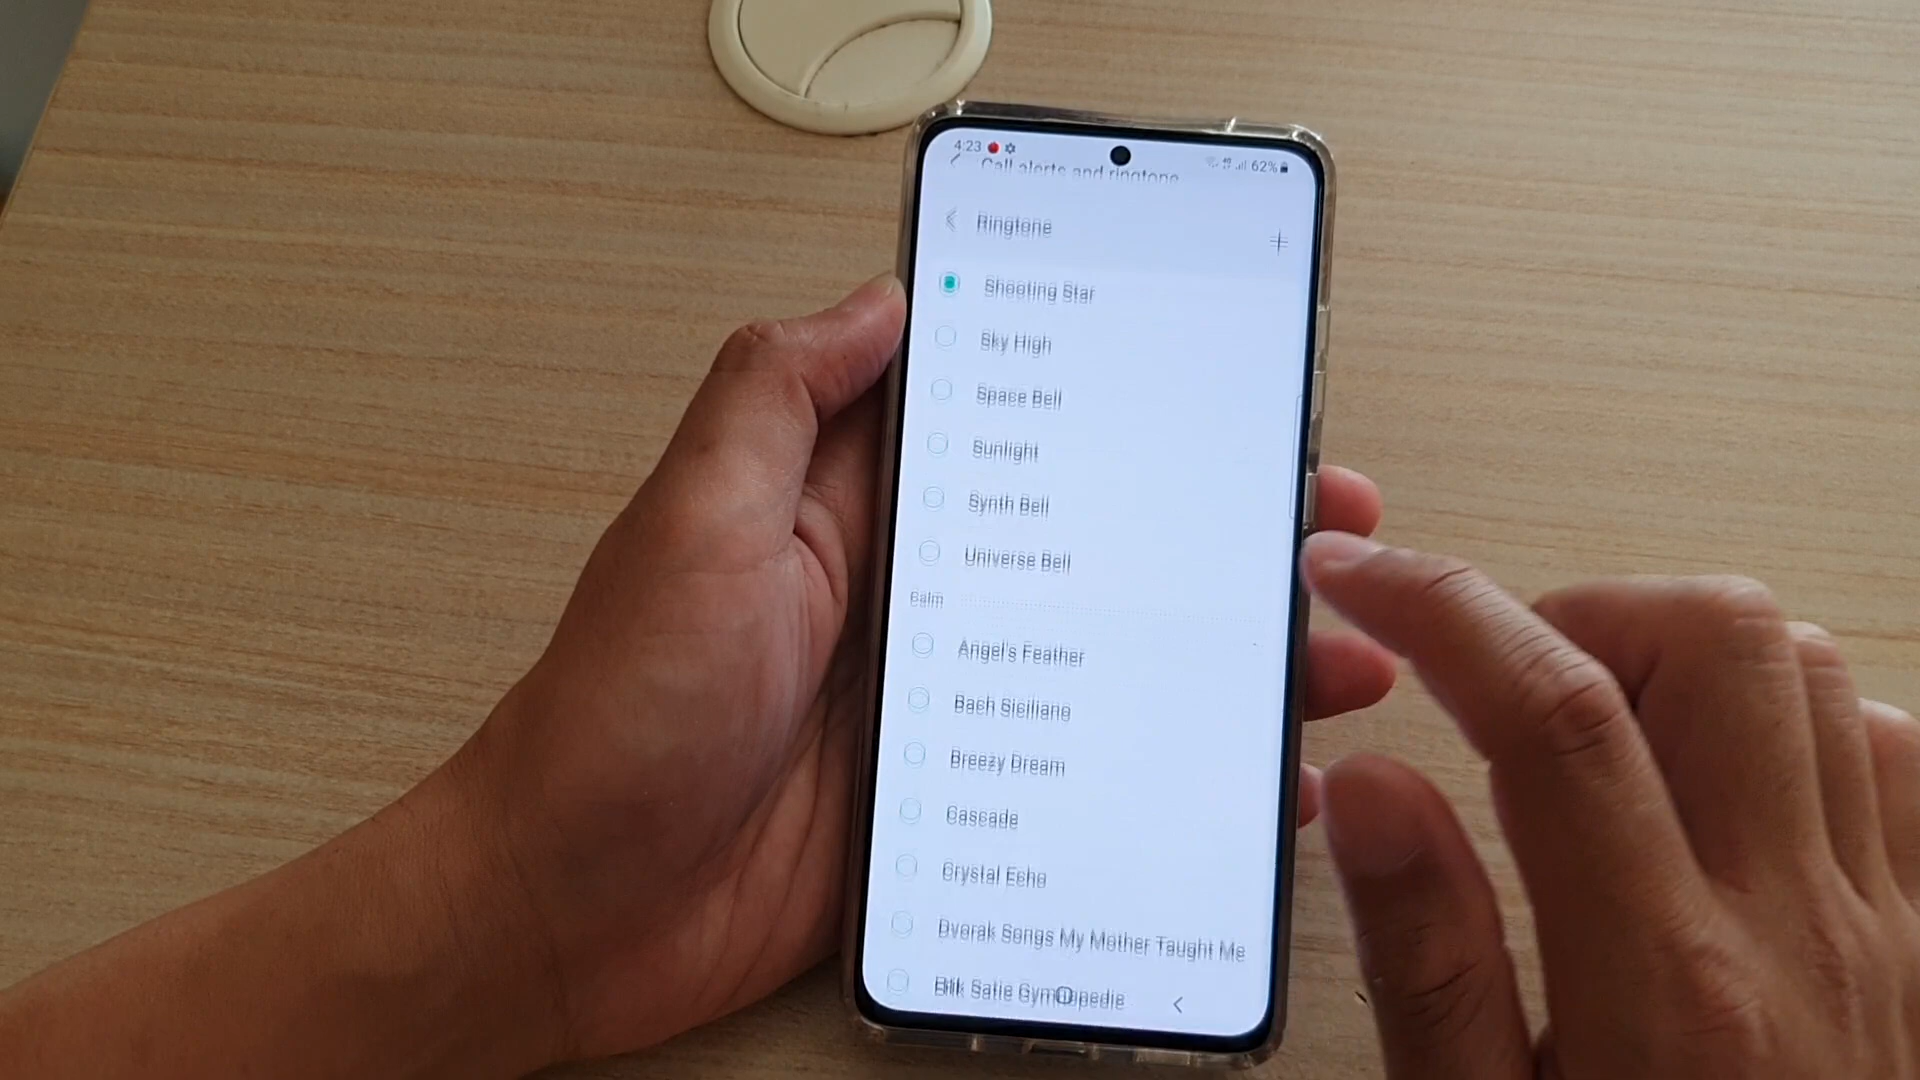 4:23 62%
Call alerts and ringtone
Ringtone
Shooting Star
Sky High
Space Bell
Sunlight
Synth Bell
Universe Bell
Calm
Angel's Feather
Bach Siciliano
Breezy Dream
Cascade
Crystal Echo
Dvorak Songs My Mother Taught Me
Erik Satie Gymnopedie